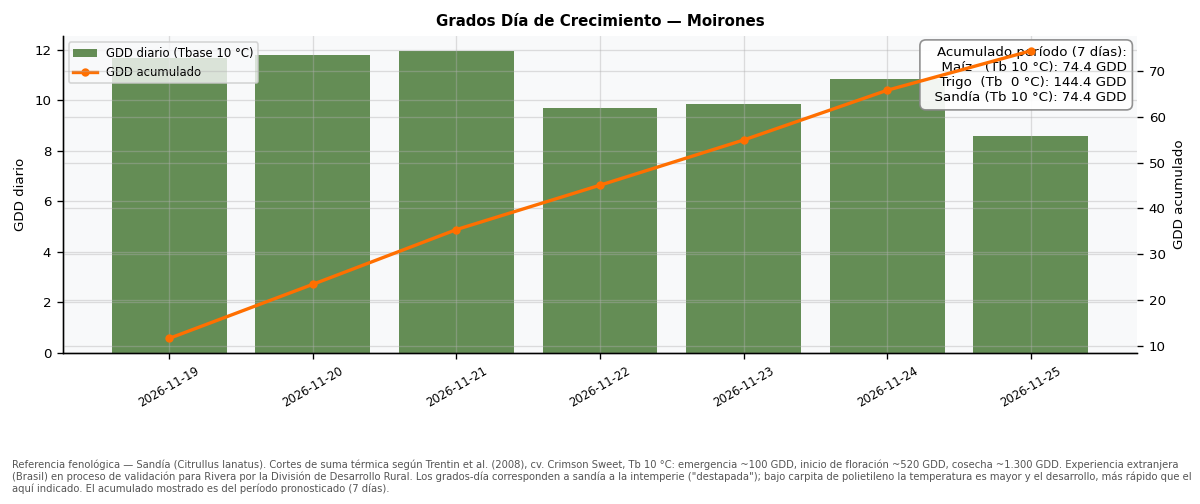 Grados Día de Crecimiento — Moirones
GDD diario (Tbase 10 °C)
GDD acumulado
Acumulado período (7 días):
Maíz (Tb 10 °C): 74.4 GDD
Trigo (Tb 0 °C): 144.4 GDD
Sandía (Tb 10 °C): 74.4 GDD
GDD diario
12
10
8
6
4
2
0
70
60
50
40
30
20
10
GDD acumulado
2026-11-19
2026-11-20
2026-11-21
2026-11-22
2026-11-23
2026-11-24
2026-11-25
Referencia fenológica — Sandía (Citrullus lanatus). Cortes de suma térmica según Trentin et al. (2008), cv. Crimson Sweet, Tb 10 °C: emergencia ~100 GDD, inicio de floración ~520 GDD, cosecha ~1.300 GDD. Experiencia extranjera
(Brasil) en proceso de validación para Rivera por la División de Desarrollo Rural. Los grados-día corresponden a sandía a la intemperie ("destapada"); bajo carpita de polietileno la temperatura es mayor y el desarrollo, más rápido que el
aquí indicado. El acumulado mostrado es del período pronosticado (7 días).